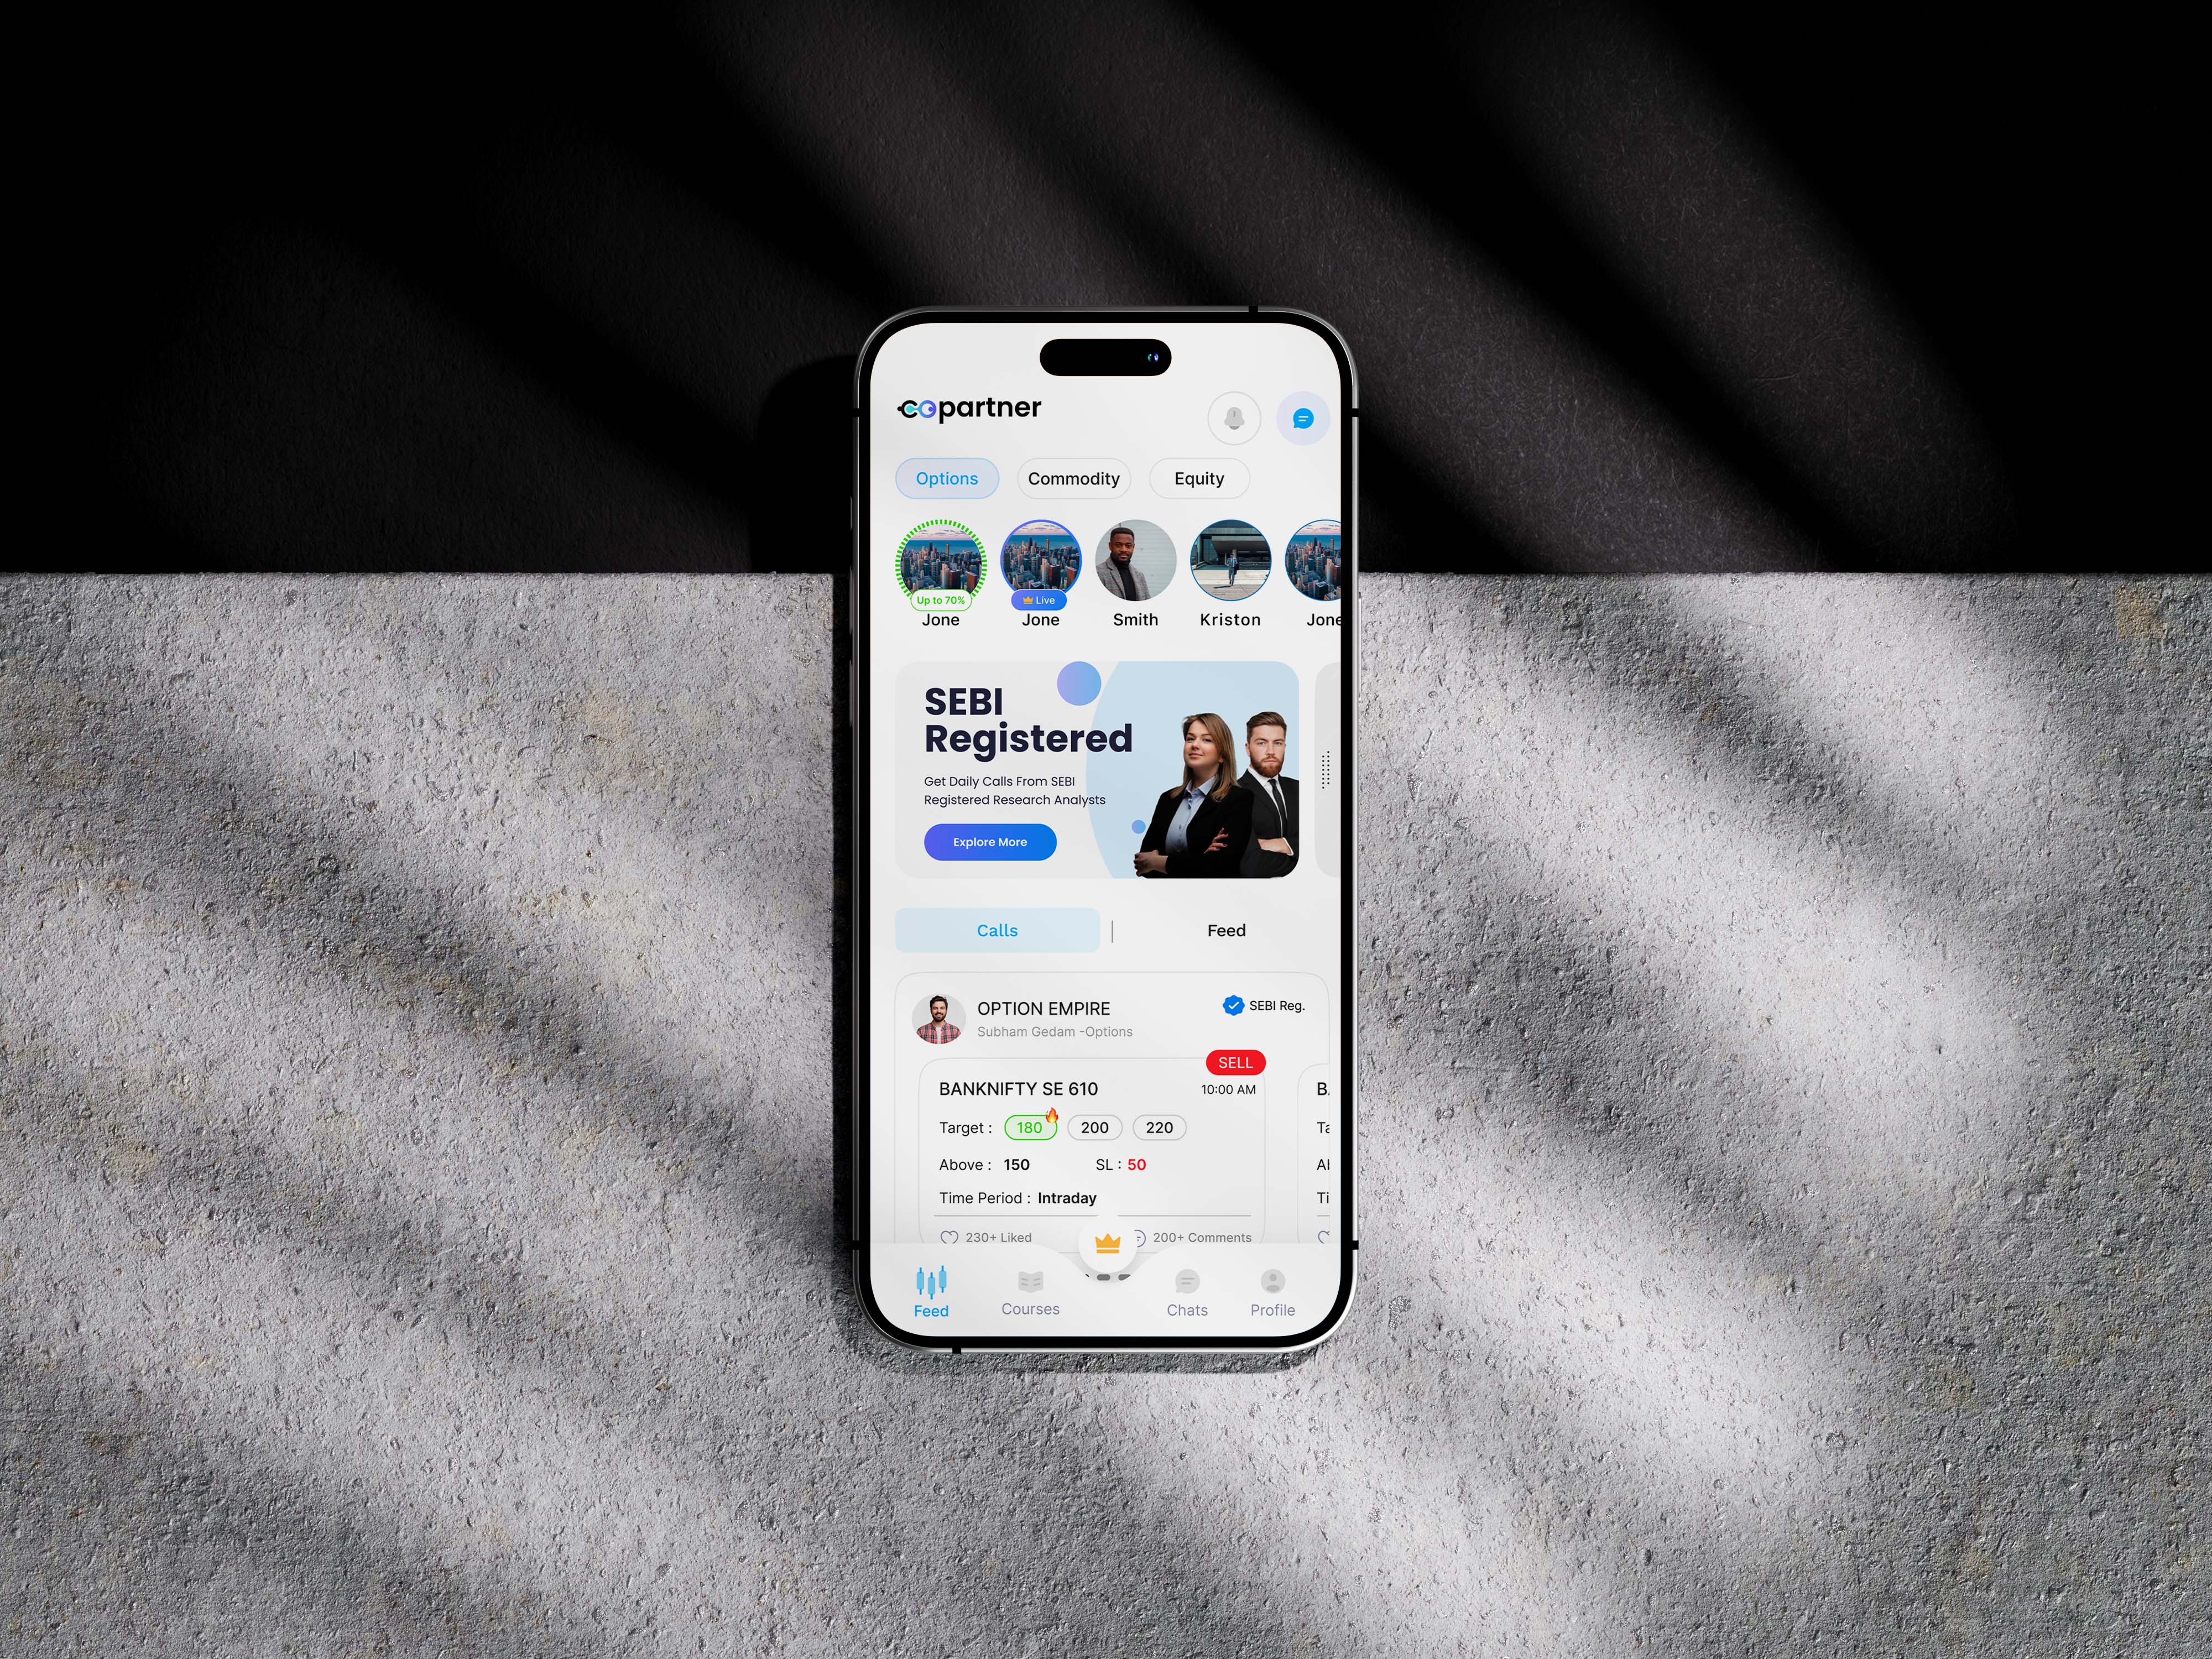 copartner
Options Commodity Equity
Up to 70% Live
Jone Jone Smith Kriston Jone
SEBI
Registered
Get Daily Calls From SEBI
Registered Research Analysts
Explore More
Calls | Feed
OPTION EMPIRE SEBI Reg.
Subham Gedam -Options
SELL
BANKNIFTY SE 610 10:00 AM B.
Target : 180 200 220 Ta
Above : 150 SL : 50 Al
Time Period : Intraday Ti
230+ Liked 200+ Comments
Feed Courses Chats Profile